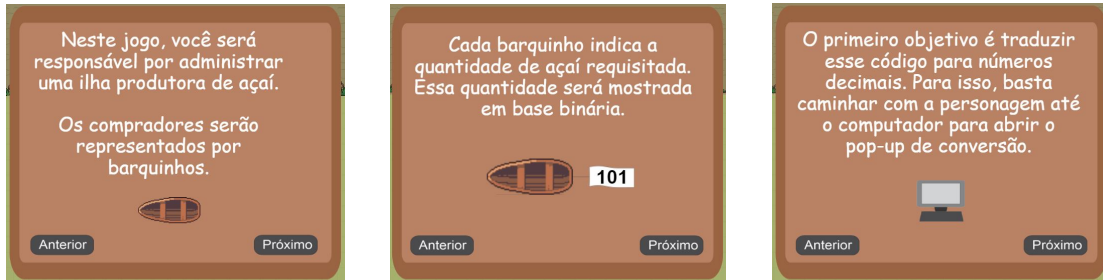 Neste jogo, você será
responsável por administrar
uma ilha produtora de açaí.
Os compradores serão
representados por
barquinhos.
Anterior
Próximo
Cada barquinho indica a
quantidade de açaí requisitada.
Essa quantidade será mostrada
em base binária.
101
Anterior
Próximo
O primeiro objetivo é traduzir
esse código para números
decimais. Para isso, basta
caminhar com a personagem até
o computador para abrir o
pop-up de conversão.
Anterior
Próximo